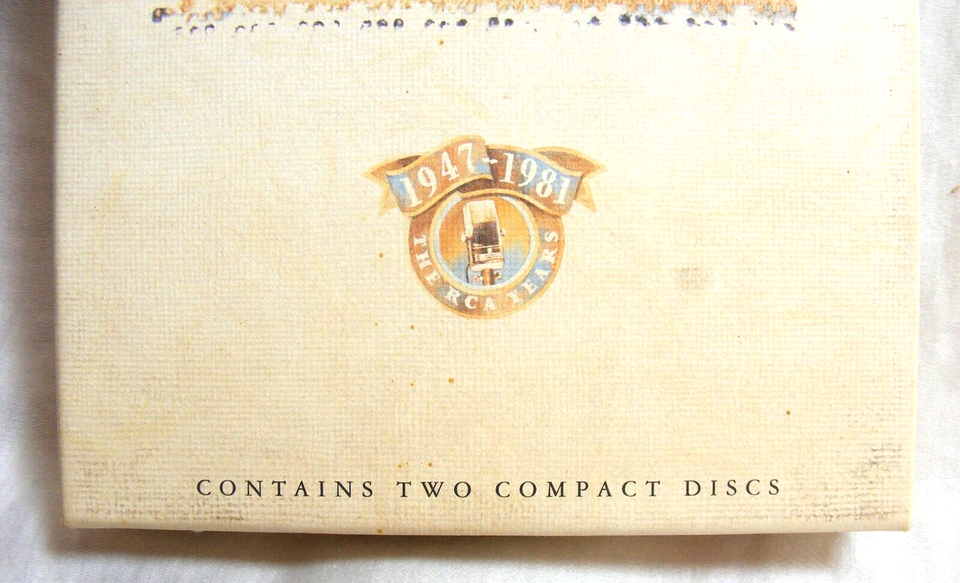 1947-1981
THE RCA YEARS
CONTAINS TWO COMPACT DISCS